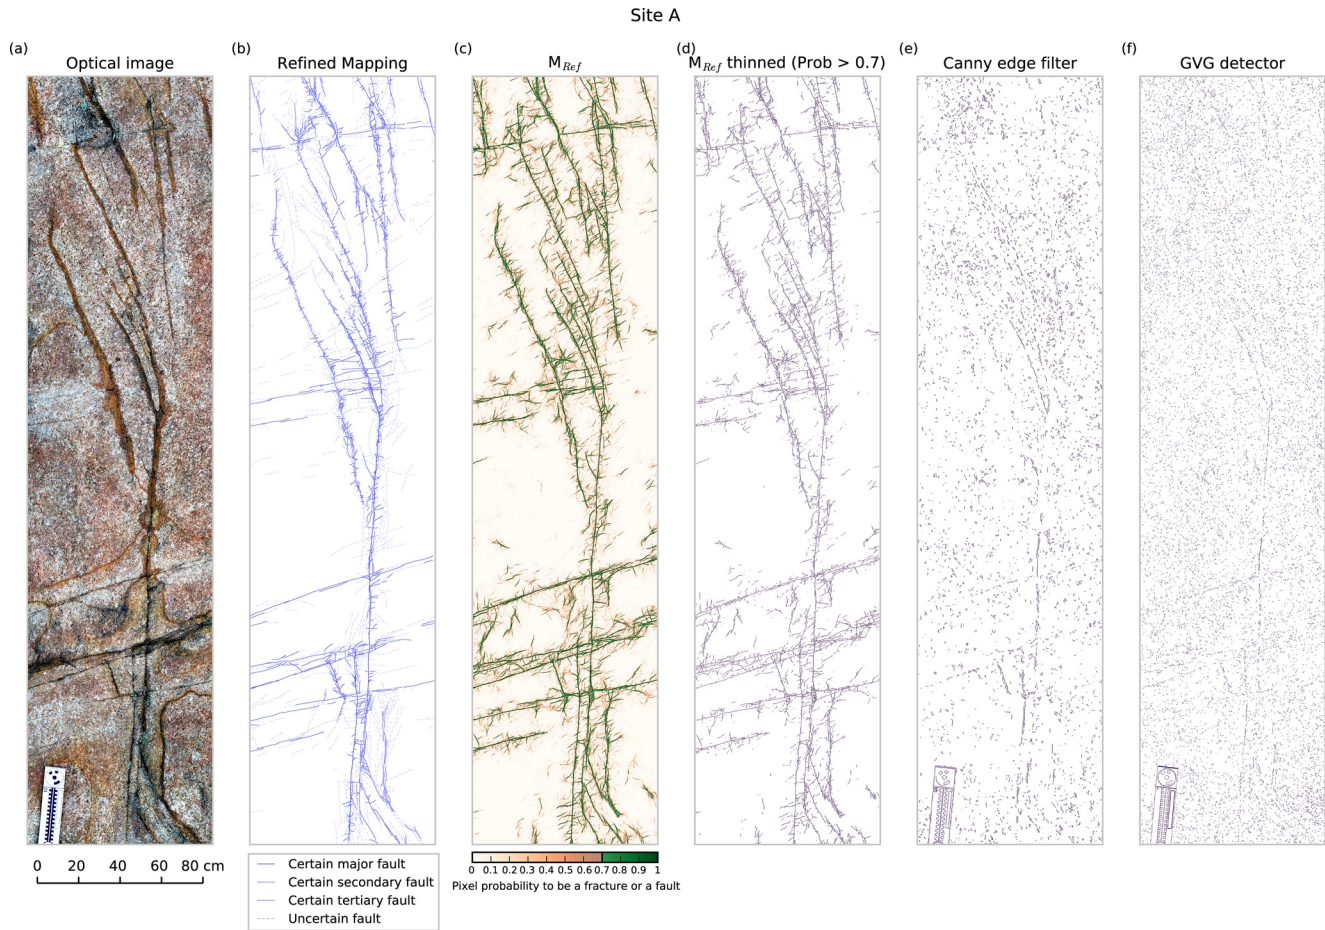 Site A
(a) Optical image
(b) Refined Mapping
(c) M_Ref
(d) M_Ref thinned (Prob > 0.7)
(e) Canny edge filter
(f) GVG detector
0 20 40 60 80 cm
Certain major fault
Certain secondary fault
Certain tertiary fault
Uncertain fault
0 0.1 0.2 0.3 0.4 0.5 0.6 0.7 0.8 0.9 1
Pixel probability to be a fracture or a fault